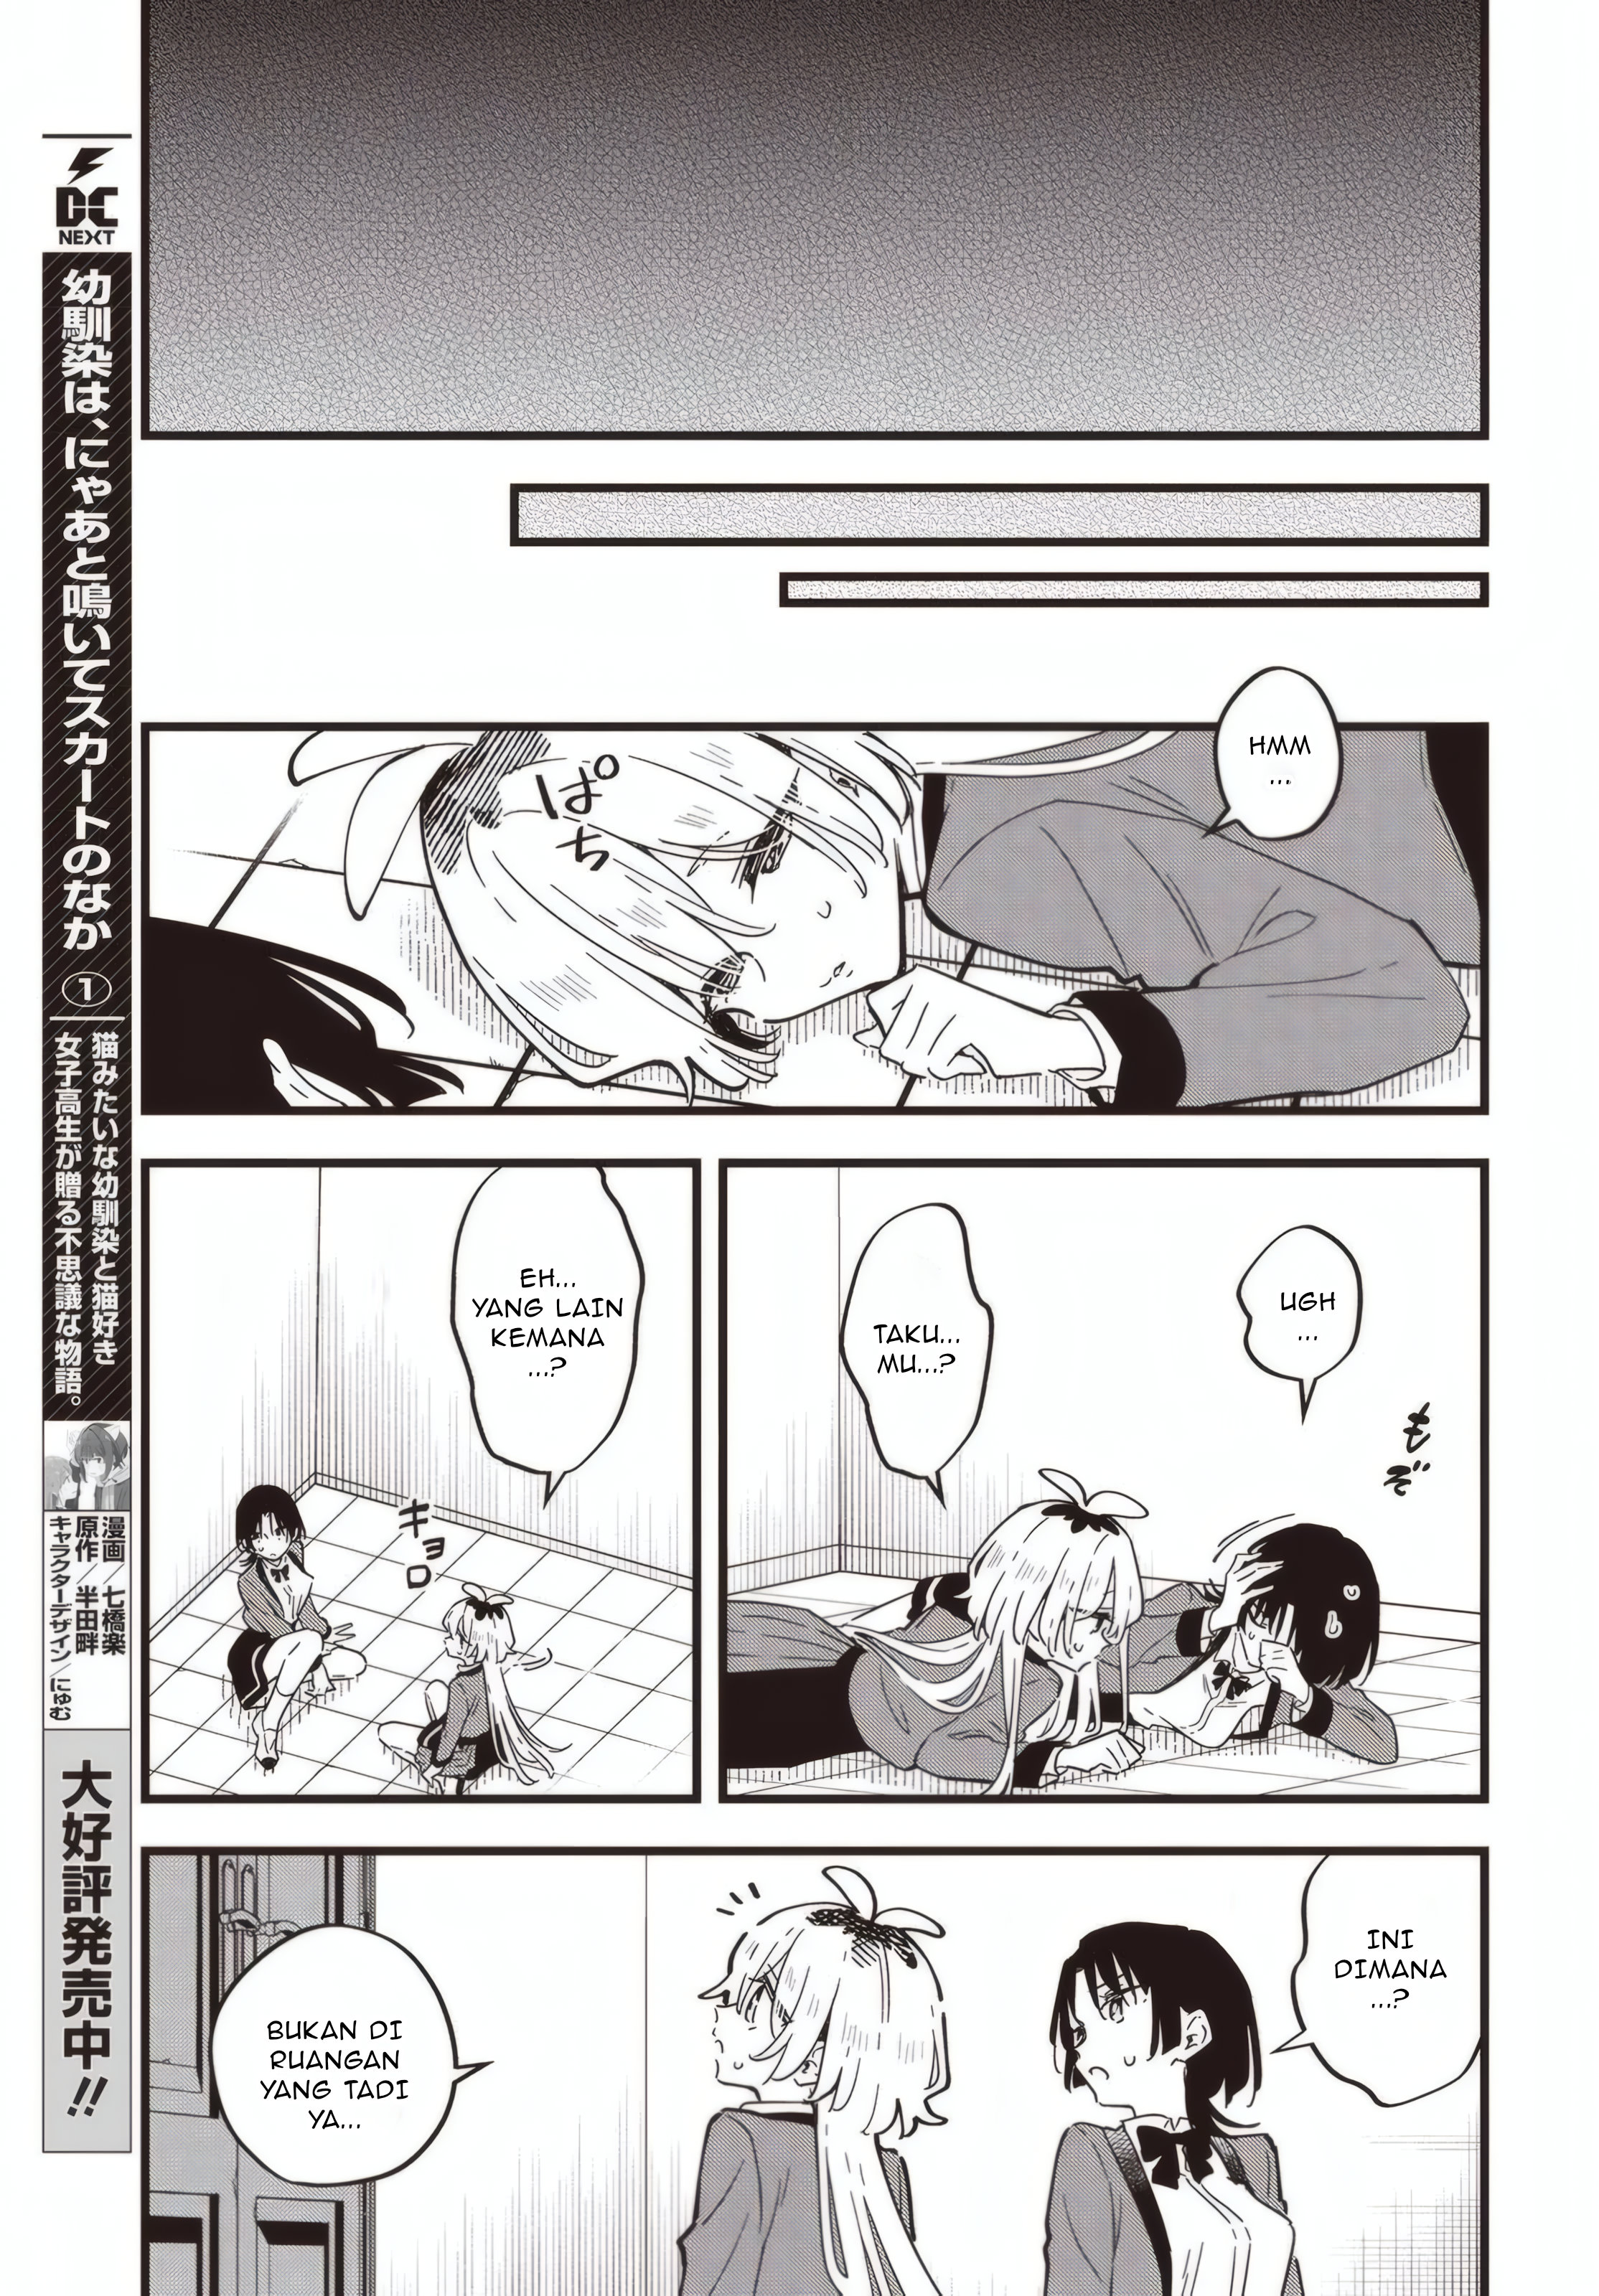 DC
NEXT
幼馴染は、にゃあと鳴いてスカートのなか ①
猫みたいな幼馴染と猫好き
女子高生が贈る不思議な物語。
漫画／七橋楽
原作／半田畔
キャラクターデザイン／にゅむ
大好評発売中!!
HMM
...
ぱち
UGH
...
もぞ
TAKU...
MU...?
EH...
YANG LAIN
KEMANA
...?
キョロ
INI
DIMANA
...?
BUKAN DI
RUANGAN
YANG TADI
YA...